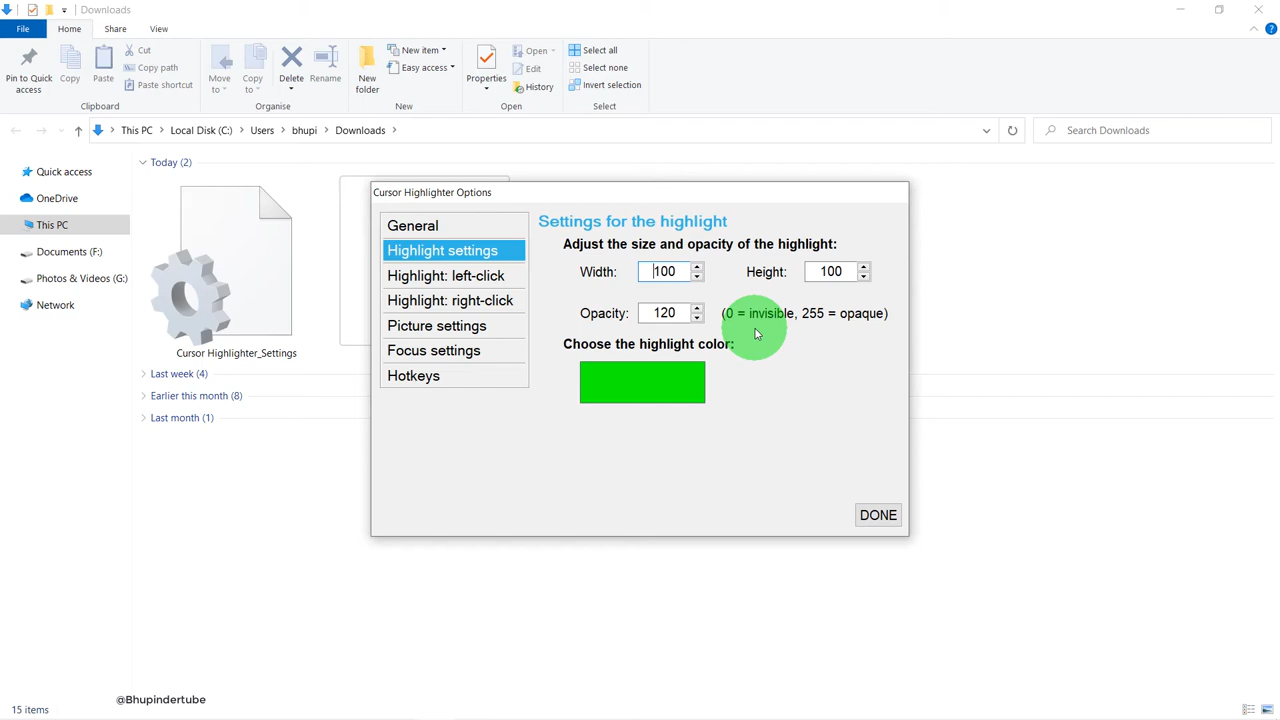 Downloads
File
Home
Share
View
Pin to Quick access
Copy
Paste
Cut
Copy path
Paste shortcut
Clipboard
Move to
Copy to
Delete
Rename
Organise
New folder
New item
Easy access
New
Properties
Open
Edit
History
Open
Select all
Select none
Invert selection
Select
This PC
Local Disk (C:)
Users
bhupi
Downloads
Search Downloads
Quick access
OneDrive
This PC
Documents (F:)
Photos & Videos (G:)
Network
Today (2)
Cursor Highlighter_Settings
Last week (4)
Earlier this month (8)
Last month (1)
Cursor Highlighter Options
General
Highlight settings
Highlight: left-click
Highlight: right-click
Picture settings
Focus settings
Hotkeys
Settings for the highlight
Adjust the size and opacity of the highlight:
Width: 100 Height: 100
Opacity: 120 (0 = invisible, 255 = opaque)
Choose the highlight color:
DONE
@Bhupindertube
15 items